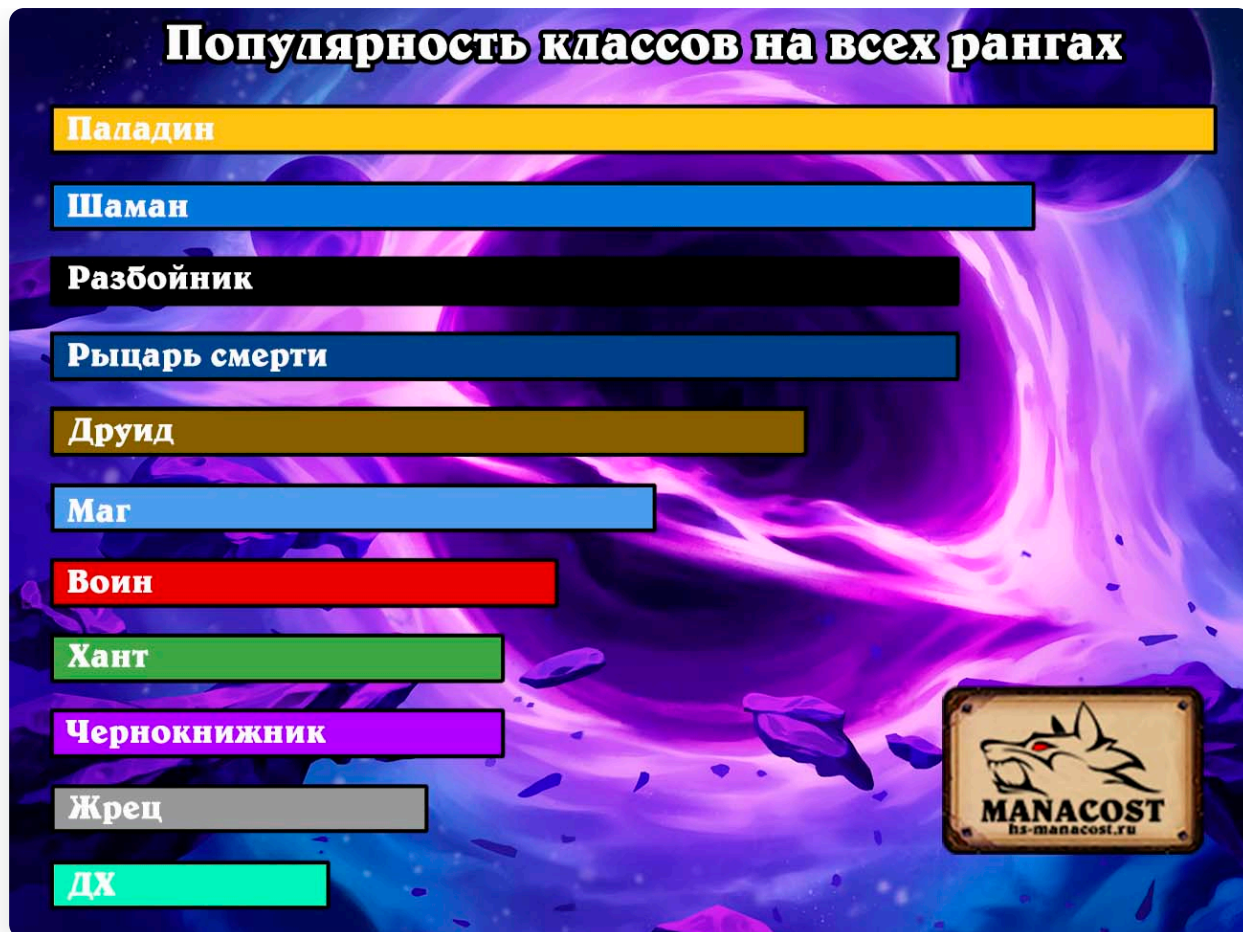 Популярность классов на всех рангах
Паладин
Шаман
Разбойник
Рыцарь смерти
Друид
Маг
Воин
Хант
Чернокнижник
Жрец
ДХ
MANACOST
hs-manacost.ru